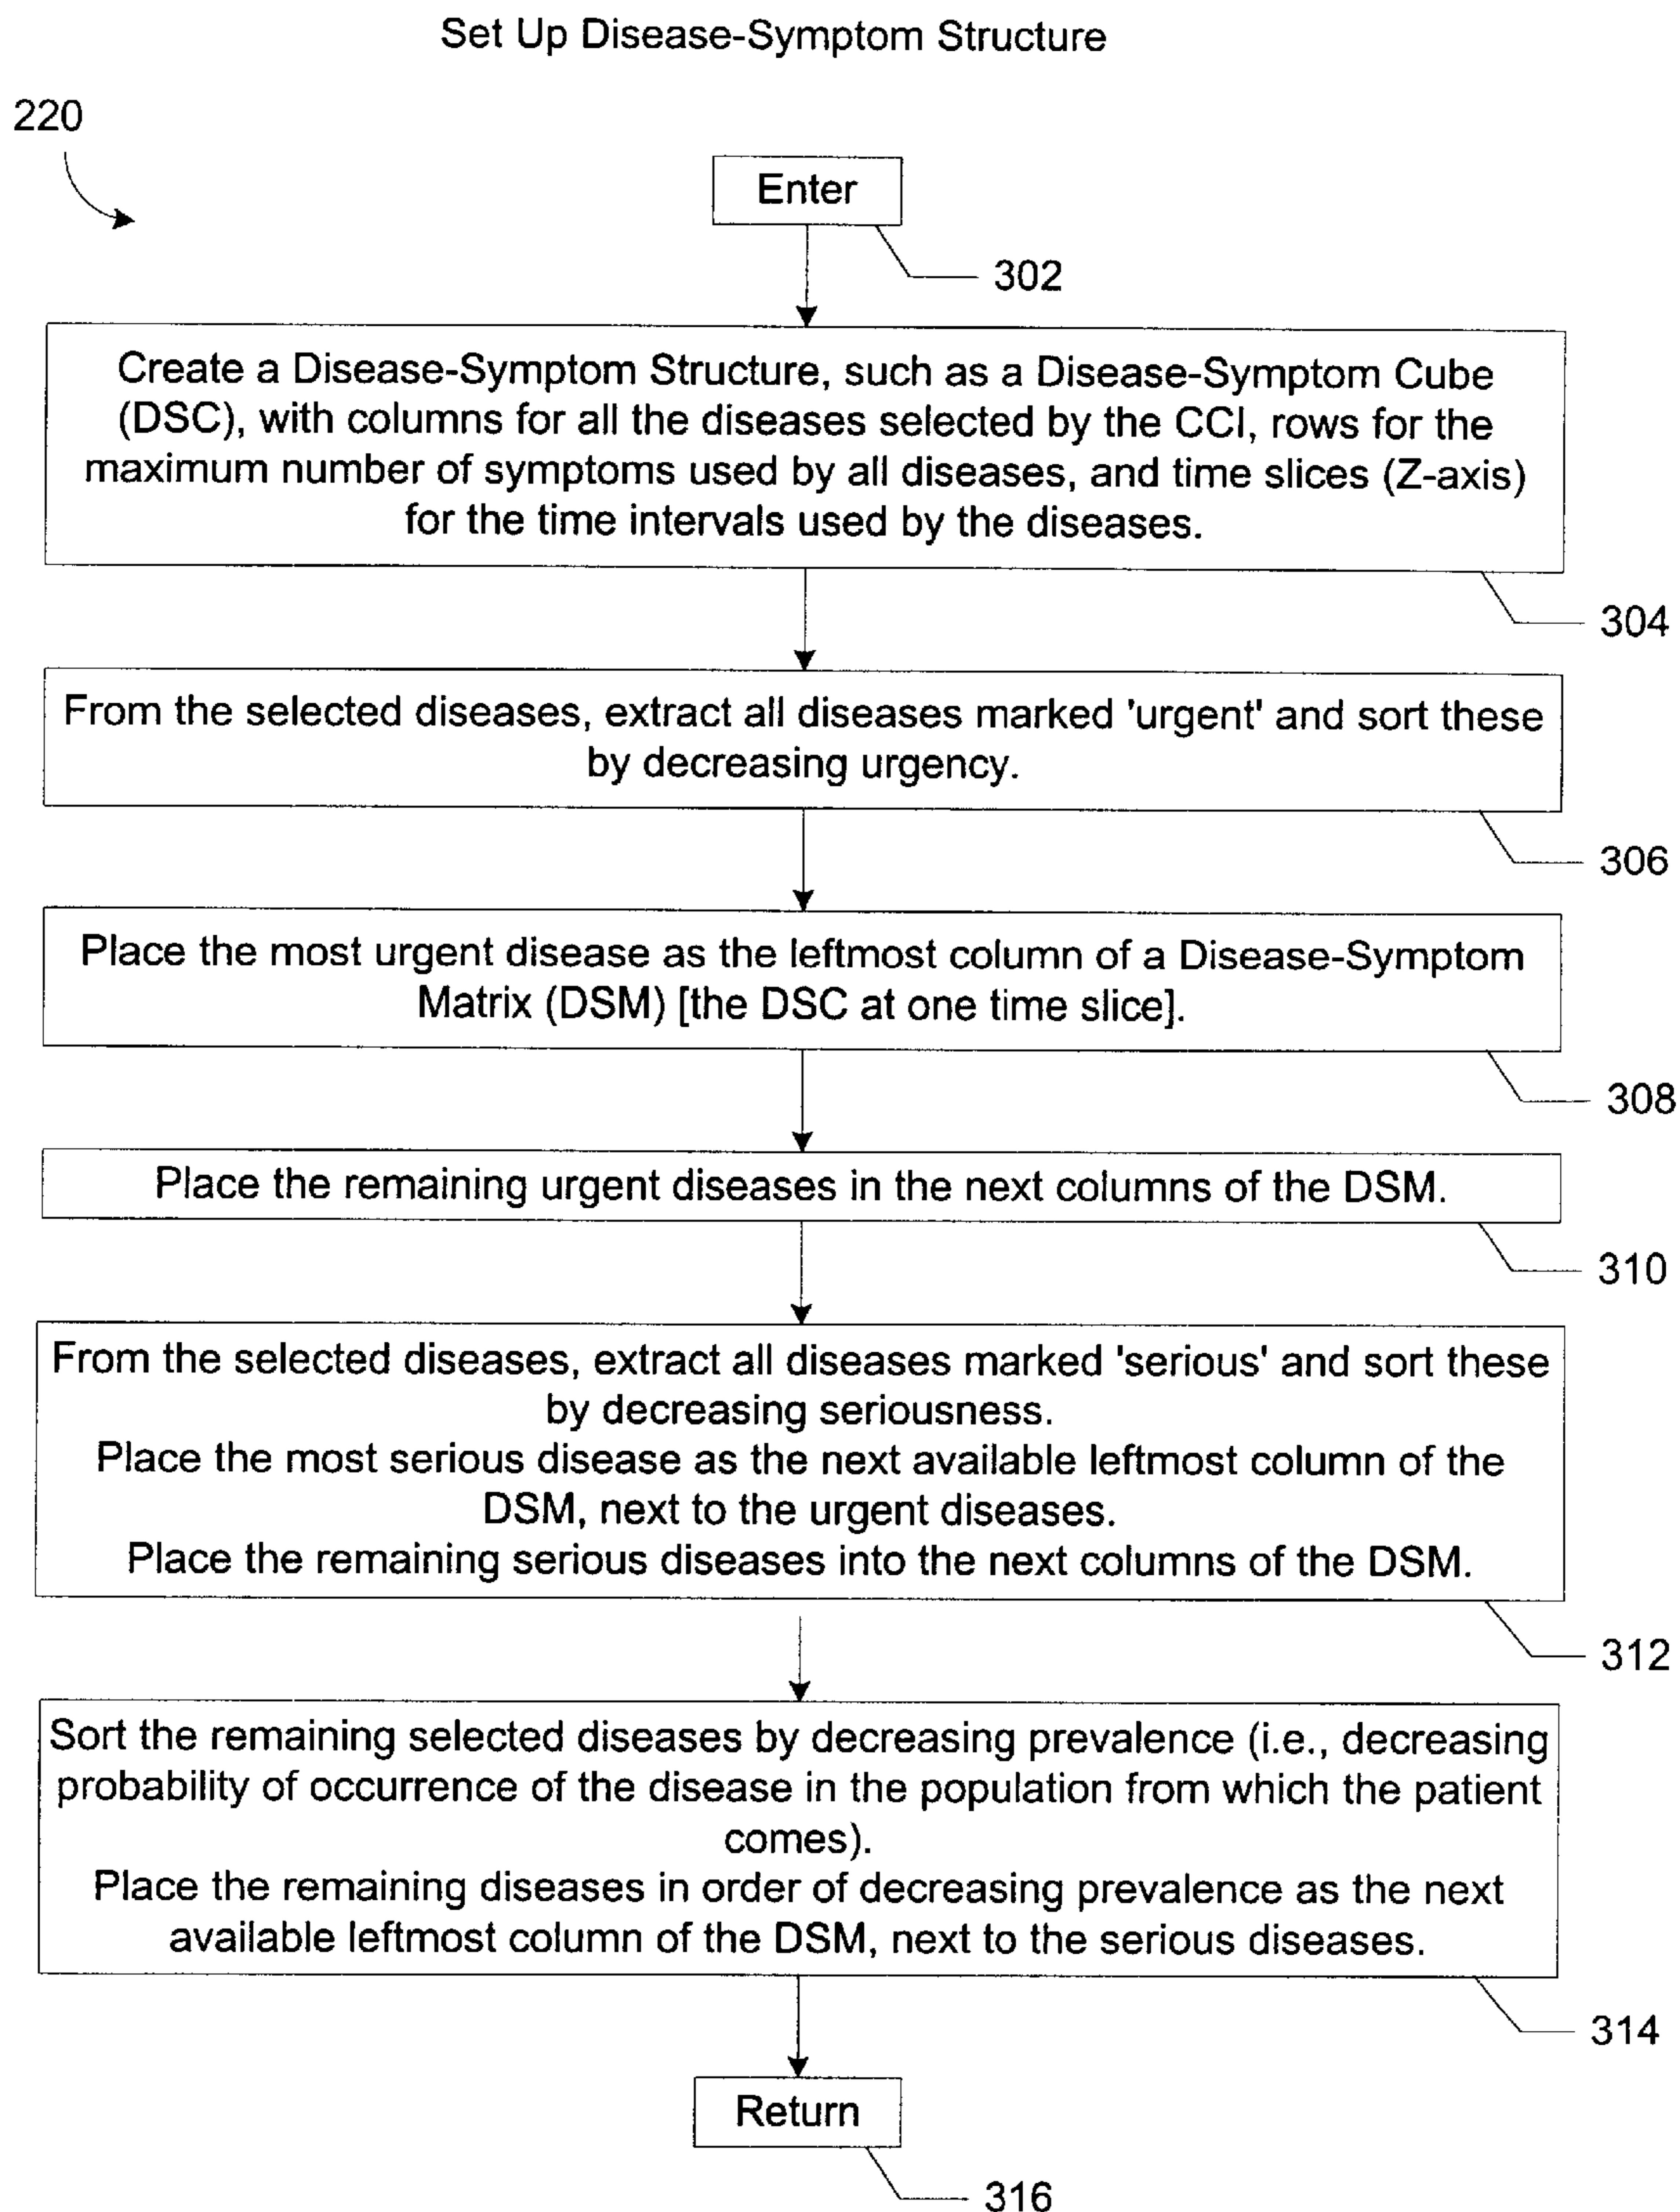 Set Up Disease-Symptom Structure
220
Enter
302
Create a Disease-Symptom Structure, such as a Disease-Symptom Cube
(DSC), with columns for all the diseases selected by the CCI, rows for the
maximum number of symptoms used by all diseases, and time slices (Z-axis)
for the time intervals used by the diseases.
304
From the selected diseases, extract all diseases marked 'urgent' and sort these
by decreasing urgency.
306
Place the most urgent disease as the leftmost column of a Disease-Symptom
Matrix (DSM) [the DSC at one time slice].
308
Place the remaining urgent diseases in the next columns of the DSM.
310
From the selected diseases, extract all diseases marked 'serious' and sort these
by decreasing seriousness.
Place the most serious disease as the next available leftmost column of the
DSM, next to the urgent diseases.
Place the remaining serious diseases into the next columns of the DSM.
312
Sort the remaining selected diseases by decreasing prevalence (i.e., decreasing
probability of occurrence of the disease in the population from which the patient
comes).
Place the remaining diseases in order of decreasing prevalence as the next
available leftmost column of the DSM, next to the serious diseases.
314
Return
316